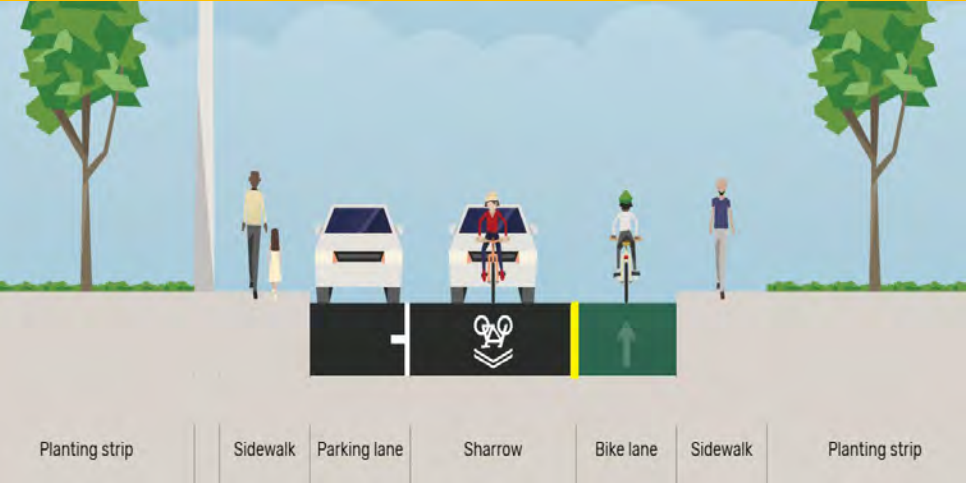 Planting strip
Sidewalk
Parking lane
Sharrow
Bike lane
Sidewalk
Planting strip